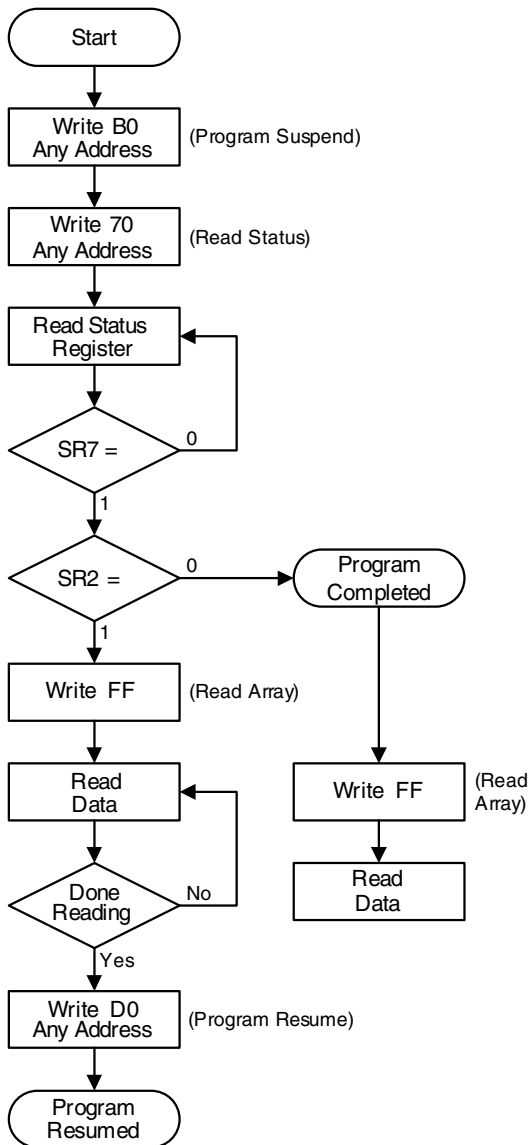 Start
Write B0
Any Address
(Program Suspend)
Write 70
Any Address
(Read Status)
Read Status
Register
SR7 =
0
1
SR2 =
0
1
Program
Completed
Write FF
(Read Array)
Read
Data
Write FF
(Read
Array)
Read
Data
Done
Reading
No
Yes
Write D0
Any Address
(Program Resume)
Program
Resumed